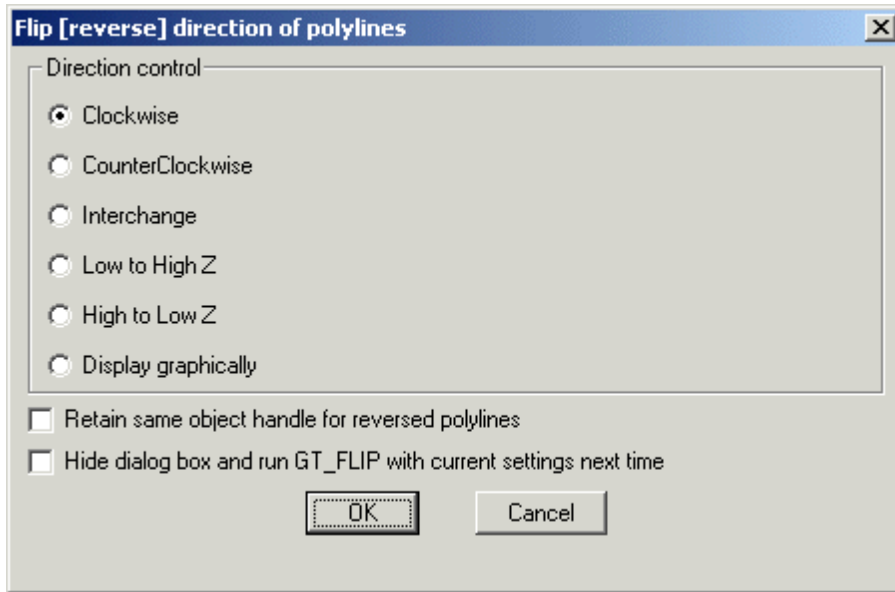 Flip [reverse] direction of polylines
Direction control
Clockwise
CounterClockwise
Interchange
Low to High Z
High to Low Z
Display graphically
Retain same object handle for reversed polylines
Hide dialog box and run GT_FLIP with current settings next time
OK
Cancel